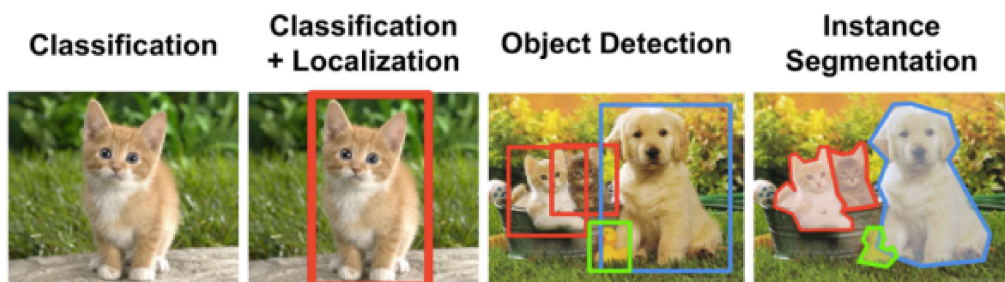 Classification
Classification
+ Localization
Object Detection
Instance
Segmentation